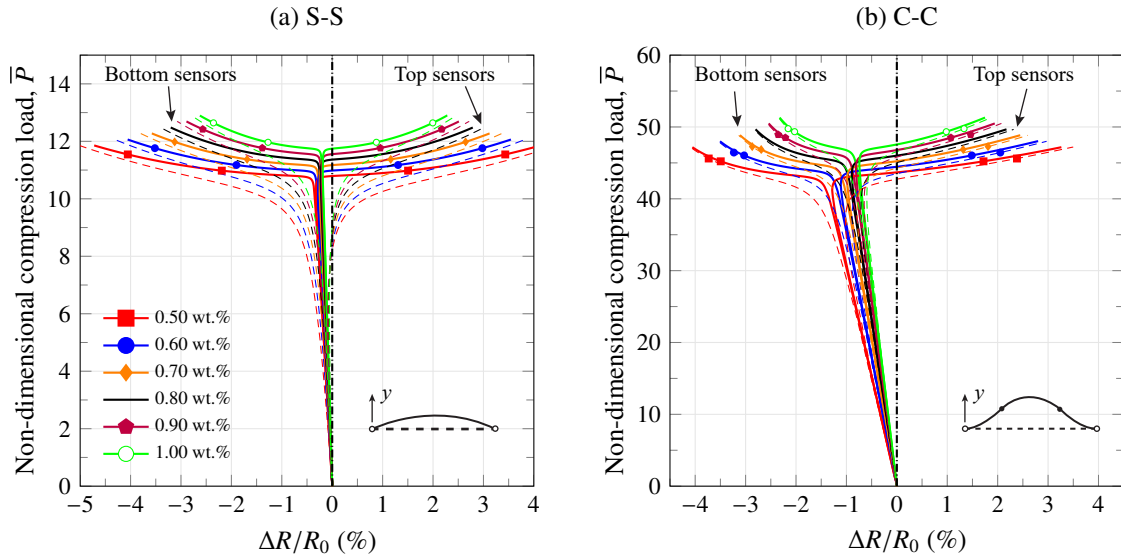 (a) S-S
Non-dimensional compression load, P̅
14
12
10
8
6
4
2
0
Bottom sensors
Top sensors
0.50 wt.%
0.60 wt.%
0.70 wt.%
0.80 wt.%
0.90 wt.%
1.00 wt.%
y
−5 −4 −3 −2 −1 0 1 2 3 4
ΔR/R₀ (%)
(b) C-C
Non-dimensional compression load, P̅
60
50
40
30
20
10
0
Bottom sensors
Top sensors
y
−4 −3 −2 −1 0 1 2 3 4
ΔR/R₀ (%)